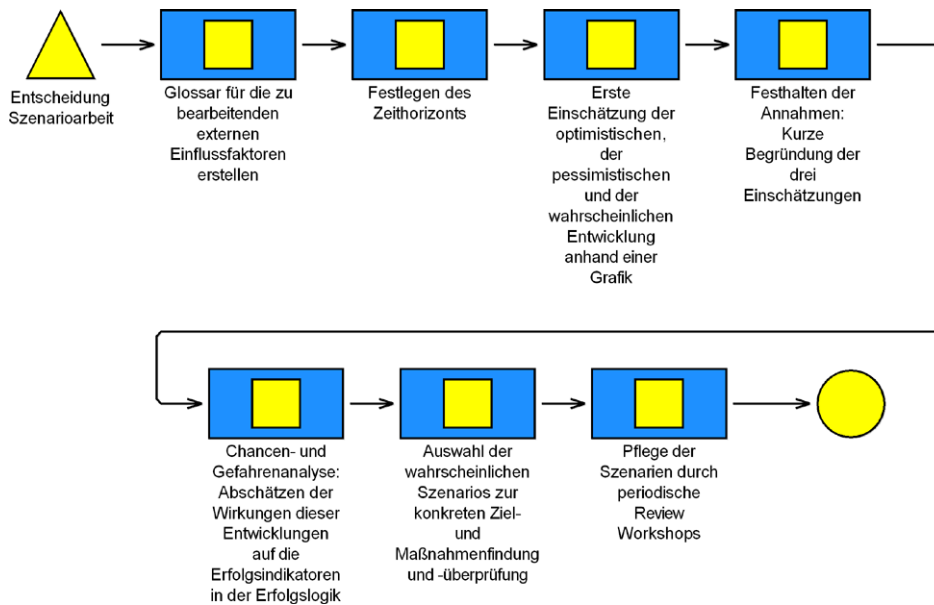 Entscheidung
Szenarioarbeit
Glossar für die zu
bearbeitenden
externen
Einflussfaktoren
erstellen
Festlegen des
Zeithorizonts
Erste
Einschätzung der
optimistischen,
der
pessimistischen
und der
wahrscheinlichen
Entwicklung
anhand einer
Grafik
Festhalten der
Annahmen:
Kurze
Begründung der
drei
Einschätzungen
Chancen- und
Gefahrenanalyse:
Abschätzen der
Wirkungen dieser
Entwicklungen
auf die
Erfolgsindikatoren
in der Erfolgslogik
Auswahl der
wahrscheinlichen
Szenarios zur
konkreten Ziel-
und
Maßnahmenfindung
und -überprüfung
Pflege der
Szenarien durch
periodische
Review
Workshops